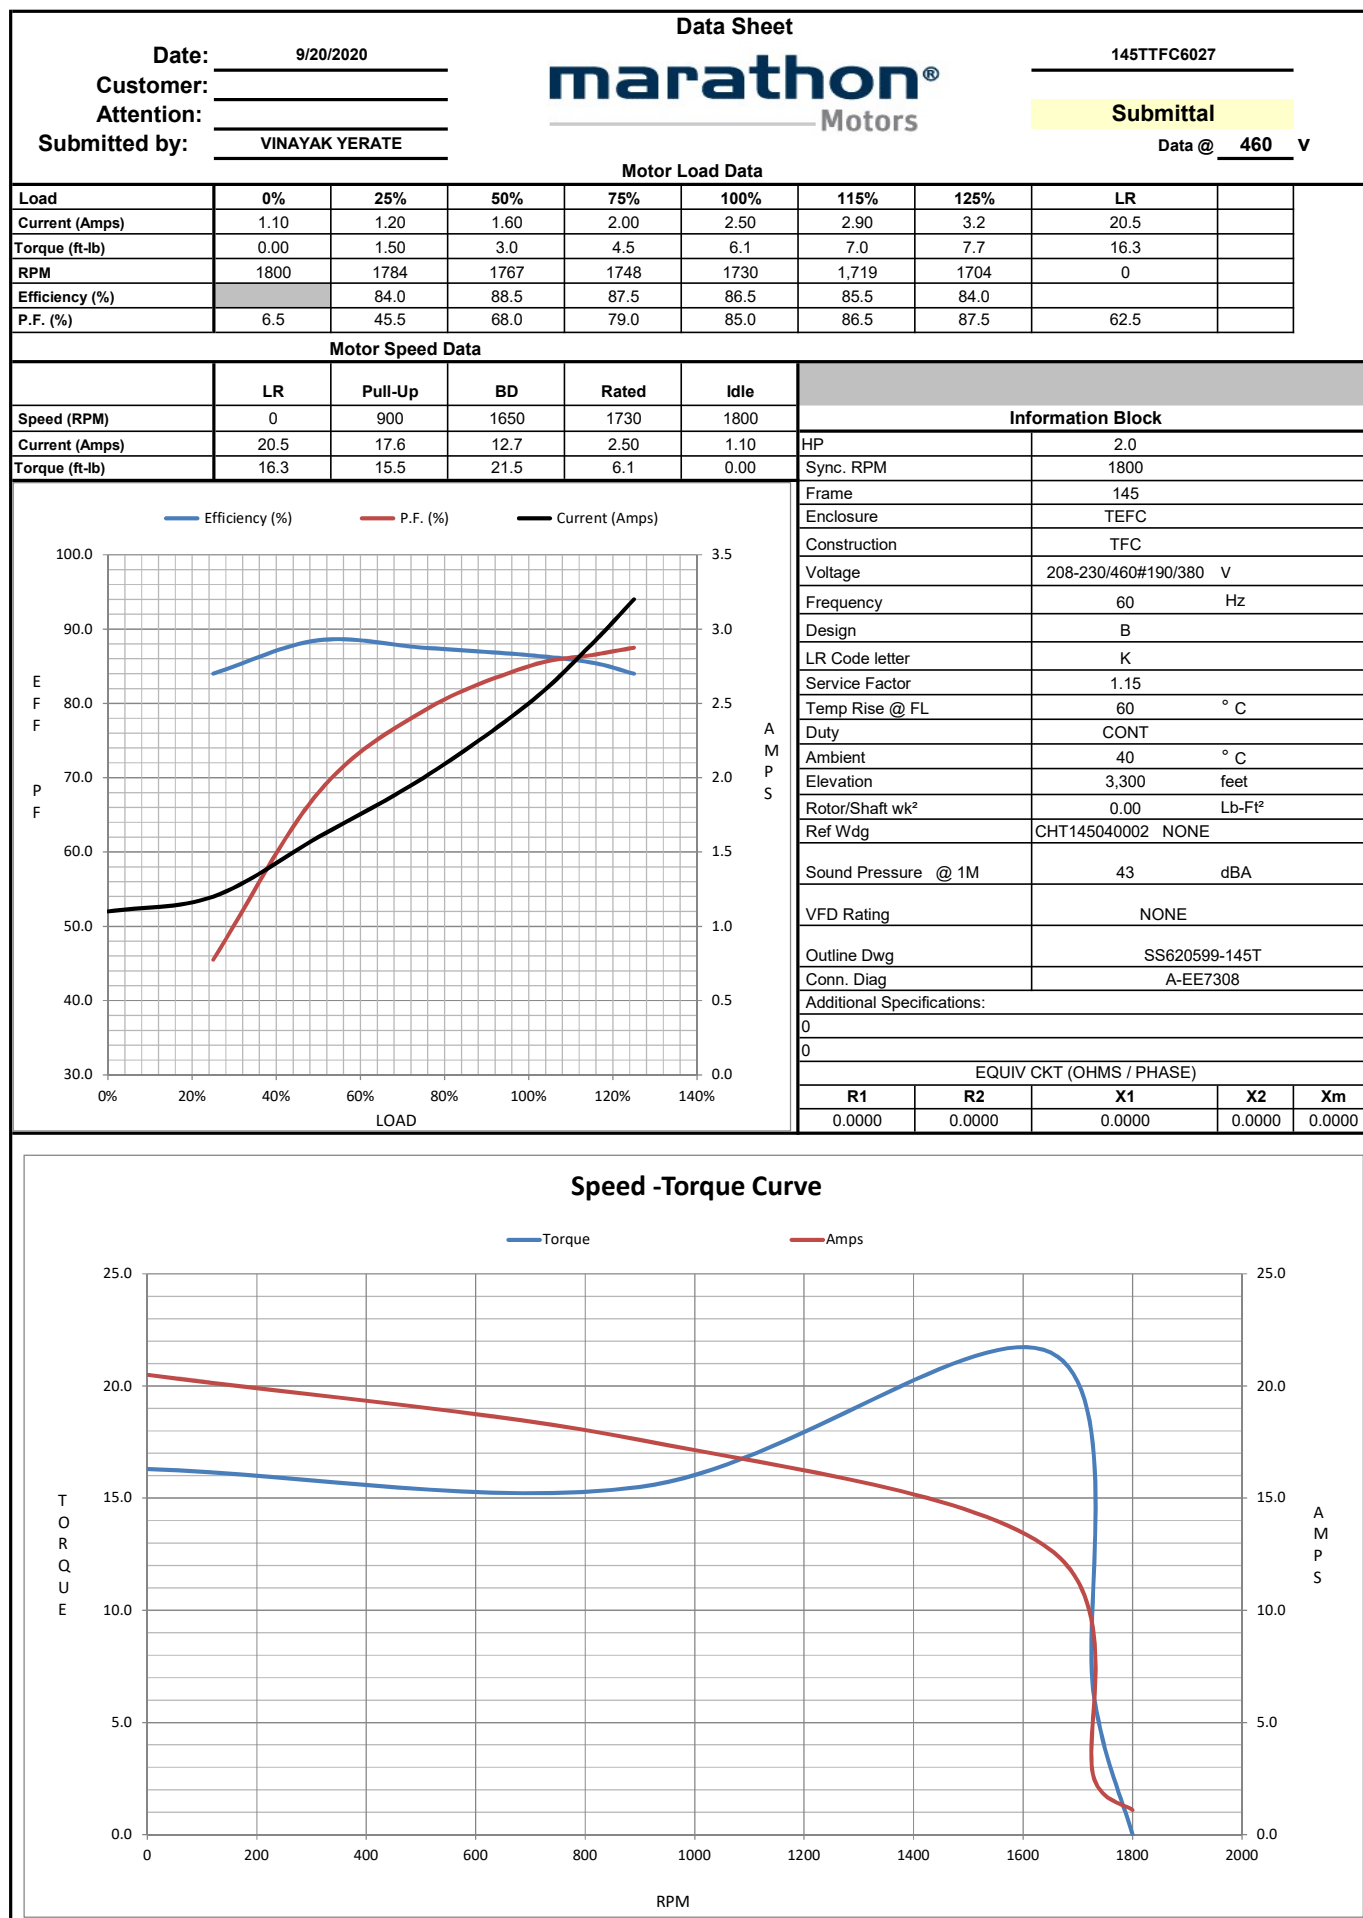 Data Sheet
Date: 9/20/2020 145TTFC6027
marathon®
Motors
Customer:
Attention: Submittal
Submitted by: VINAYAK YERATE Data @ 460 V
Motor Load Data
Load 0% 25% 50% 75% 100% 115% 125% LR
Current (Amps) 1.10 1.20 1.60 2.00 2.50 2.90 3.2 20.5
Torque (ft-lb) 0.00 1.50 3.0 4.5 6.1 7.0 7.7 16.3
RPM 1800 1784 1767 1748 1730 1,719 1704 0
Efficiency (%) 84.0 88.5 87.5 86.5 85.5 84.0
P.F. (%) 6.5 45.5 68.0 79.0 85.0 86.5 87.5 62.5
Motor Speed Data
LR Pull-Up BD Rated Idle
Speed (RPM) 0 900 1650 1730 1800
Current (Amps) 20.5 17.6 12.7 2.50 1.10
Torque (ft-lb) 16.3 15.5 21.5 6.1 0.00
Information Block
HP 2.0
Sync. RPM 1800
Frame 145
Enclosure TEFC
Construction TFC
Voltage 208-230/460#190/380 V
Frequency 60 Hz
Design B
LR Code letter K
Service Factor 1.15
Temp Rise @ FL 60 ° C
Duty CONT
Ambient 40 ° C
Elevation 3,300 feet
Rotor/Shaft wk² 0.00 Lb-Ft²
Ref Wdg CHT145040002 NONE
Sound Pressure @ 1M 43 dBA
VFD Rating NONE
Outline Dwg SS620599-145T
Conn. Diag A-EE7308
Additional Specifications:
0
0
EQUIV CKT (OHMS / PHASE)
R1 R2 X1 X2 Xm
0.0000 0.0000 0.0000 0.0000 0.0000
Efficiency (%) P.F. (%) Current (Amps)
100.0 3.5
90.0 3.0
80.0 2.5
70.0 2.0
60.0 1.5
50.0 1.0
40.0 0.5
30.0 0.0
EFF PF
AMPS
0% 20% 40% 60% 80% 100% 120% 140%
LOAD
Speed -Torque Curve
Torque Amps
25.0 25.0
20.0 20.0
15.0 15.0
10.0 10.0
5.0 5.0
0.0 0.0
TORQUE
AMPS
0 200 400 600 800 1000 1200 1400 1600 1800 2000
RPM